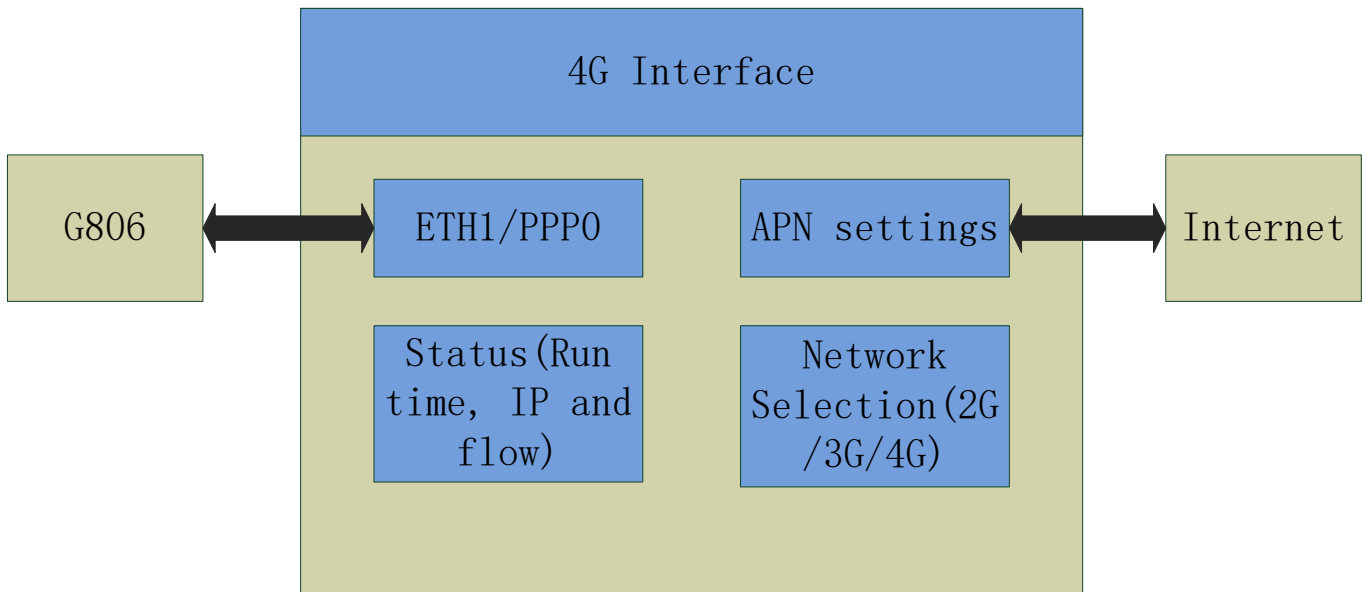 4G Interface
G806
ETH1/PPP0
APN settings
Internet
Status(Run
time, IP and
flow)
Network
Selection(2G
/3G/4G)